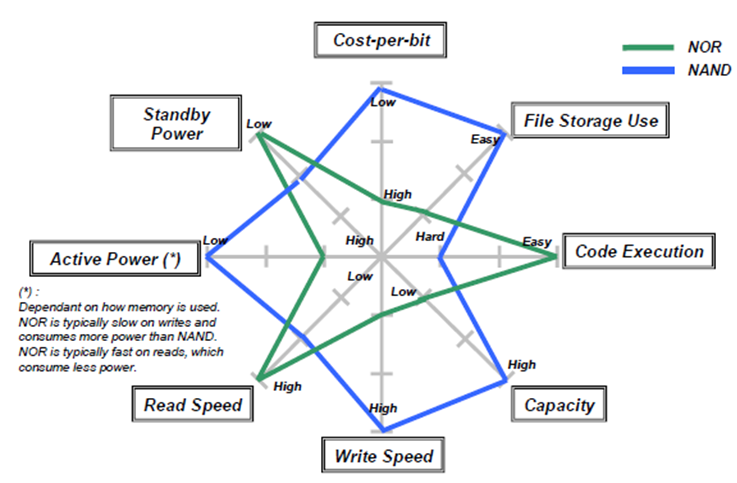 Cost-per-bit
NOR
NAND
Standby
Power
Low
Low
File Storage Use
Easy
High
Low
High
Hard
Easy
Active Power (*)
Code Execution
Low
Low
(*) :
Dependant on how memory is used.
NOR is typically slow on writes and
consumes more power than NAND.
NOR is typically fast on reads, which
consume less power.
High
High
Read Speed
High
Capacity
Write Speed